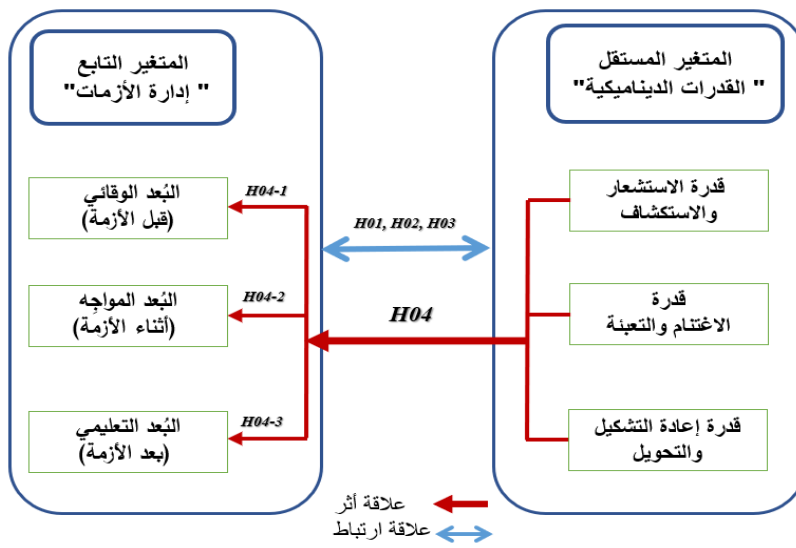 المتغير المستقل
" القدرات الديناميكية"
قدرة الاستشعار
والاستكشاف
قدرة
الاغتنام والتعبئة
قدرة إعادة التشكيل
والتحويل
H01, H02, H03
H04
المتغير التابع
" إدارة الأزمات"
H04-1
البُعد الوقائي
(قبل الأزمة)
H04-2
البُعد المواجِه
(أثناء الأزمة)
H04-3
البُعد التعليمي
(بعد الأزمة)
علاقة أثر
علاقة ارتباط